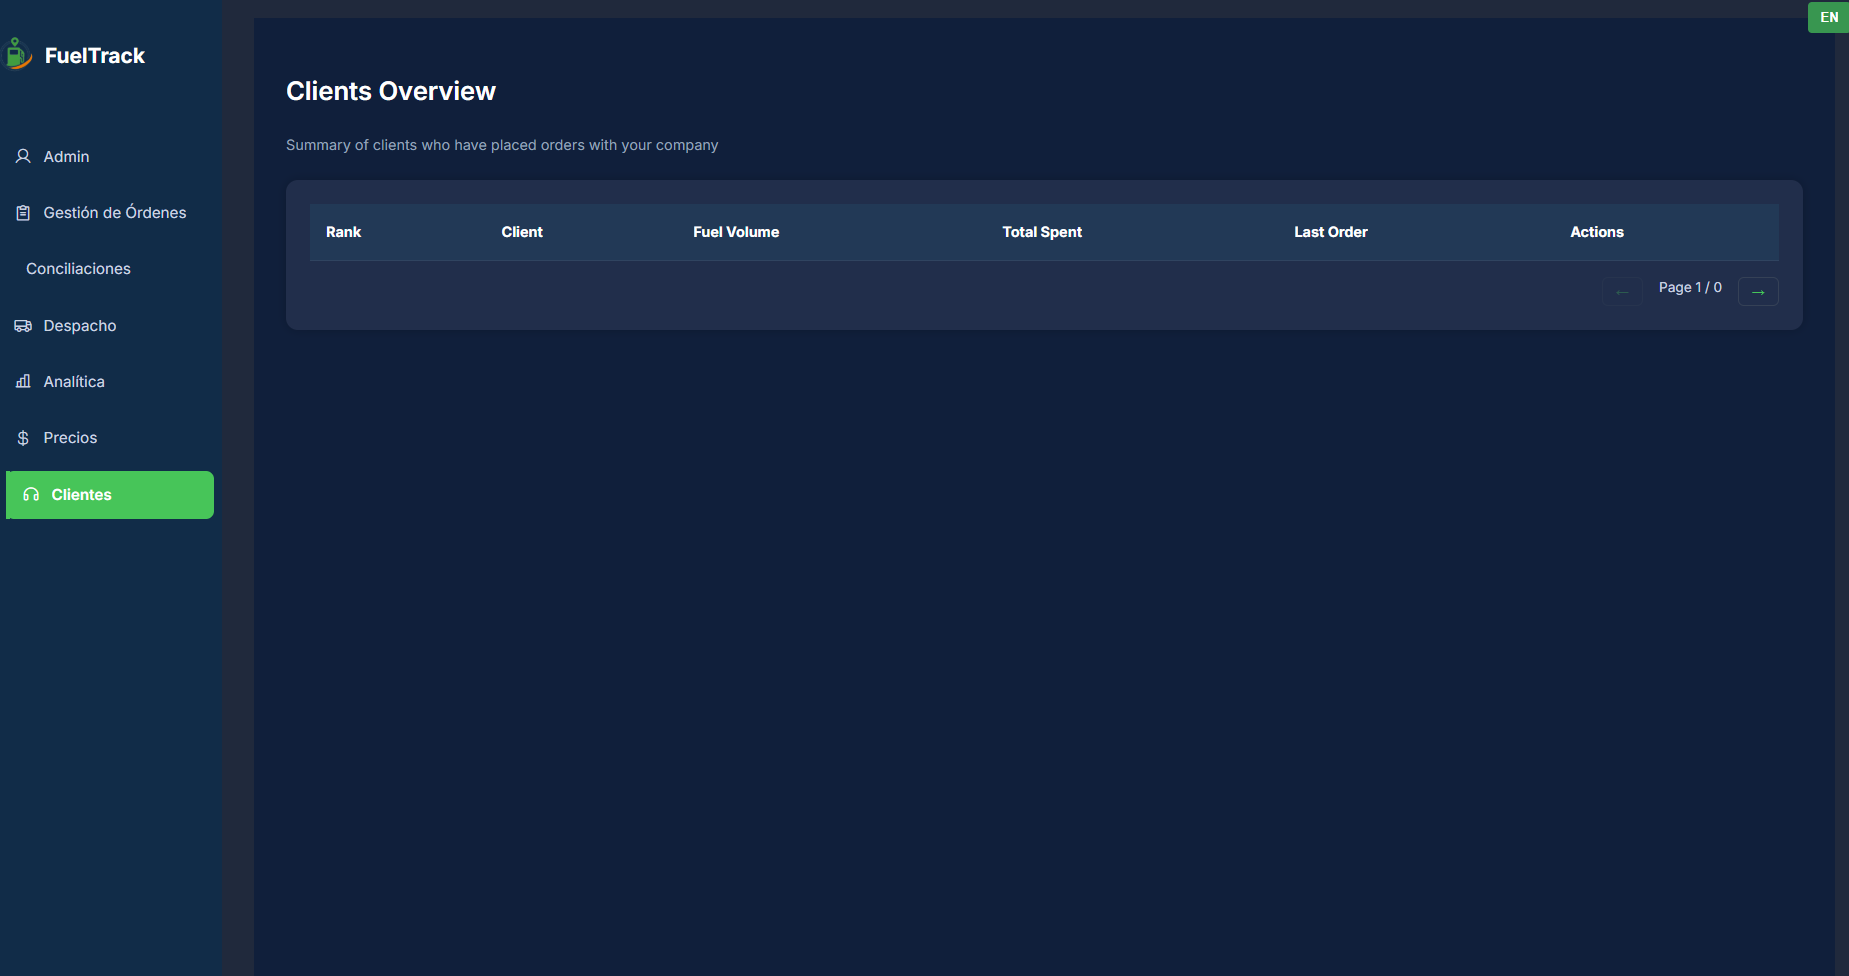 EN
FuelTrack
Admin
Gestión de Órdenes
Conciliaciones
Despacho
Analítica
Precios
Clientes
Clients Overview
Summary of clients who have placed orders with your company
Rank Client Fuel Volume Total Spent Last Order Actions
← Page 1 / 0 →